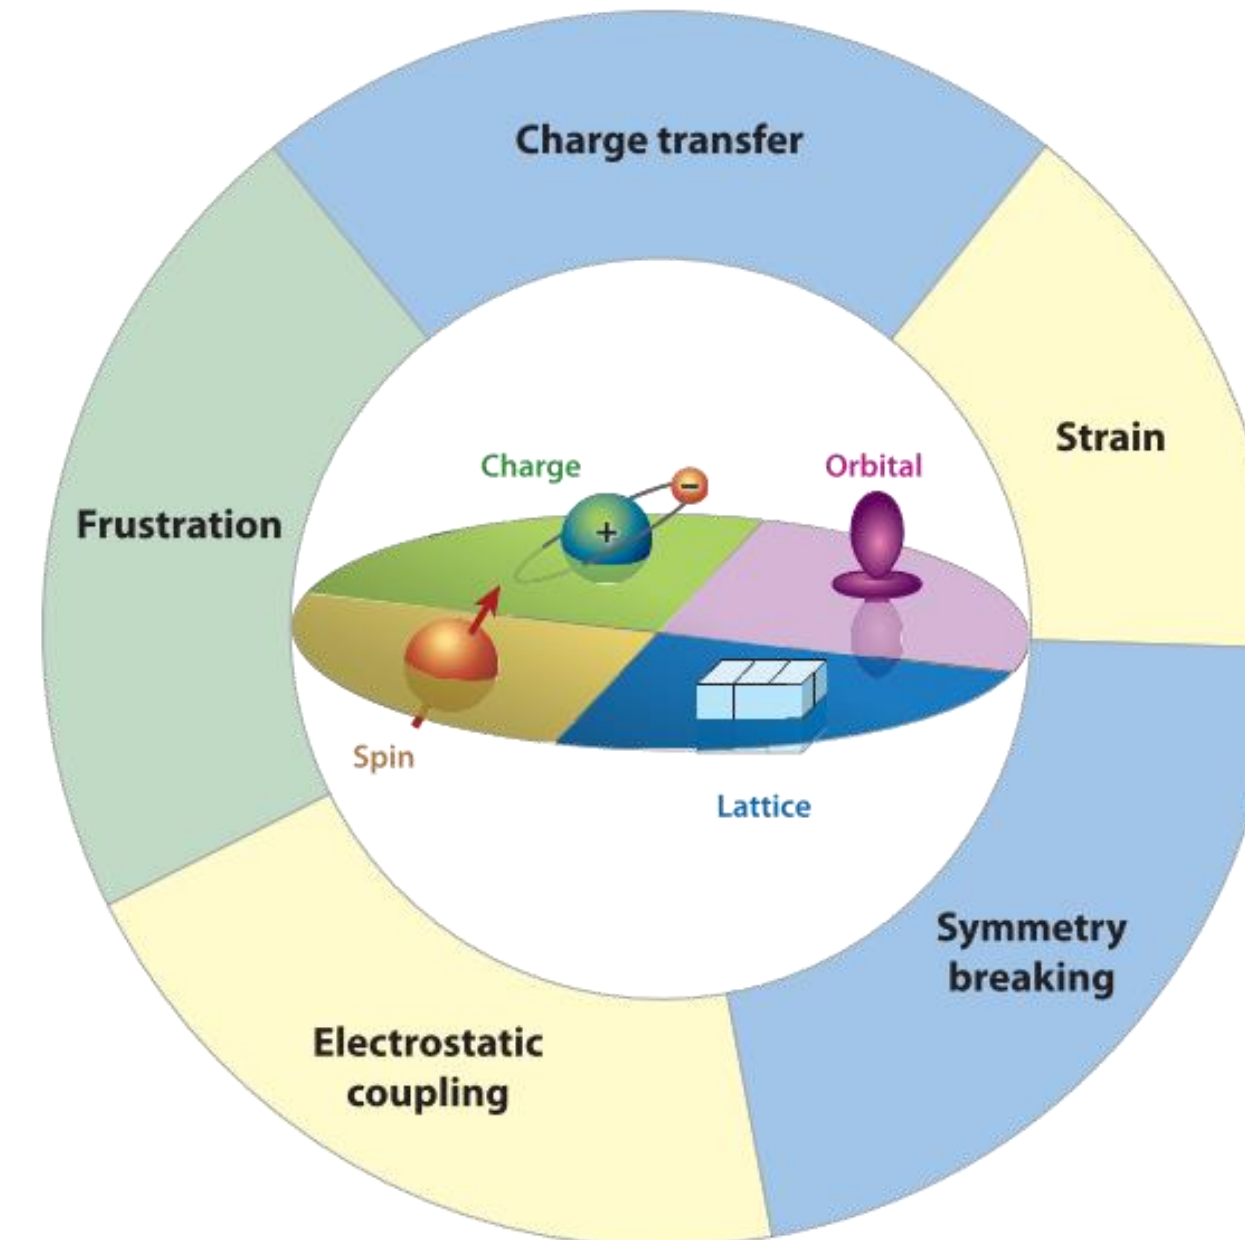 Charge transfer
Strain
Charge
Orbital
−
+
Frustration
Spin
Lattice
Symmetry
breaking
Electrostatic
coupling